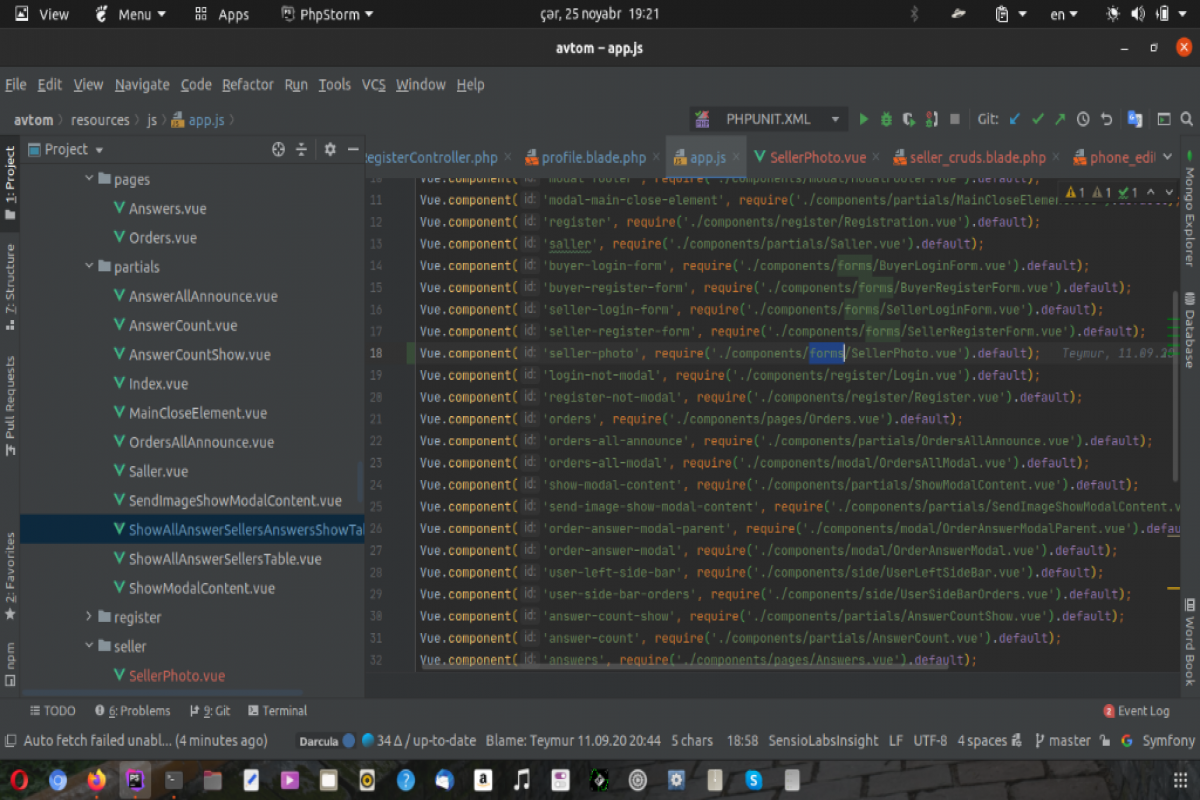 View Menu Apps PhpStorm çər, 25 noyabr 19:21 en
avtom – app.js
File Edit View Navigate Code Refactor Run Tools VCS Window Help
avtom resources js app.js PHPUNIT.XML Git:
Project
egisterController.php profile.blade.php app.js SellerPhoto.vue seller_cruds.blade.php phone_edi
1: Project
7: Structure
Pull Requests
2: Favorites
npm
pages
Answers.vue
Orders.vue
partials
AnswerAllAnnounce.vue
AnswerCount.vue
AnswerCountShow.vue
Index.vue
MainCloseElement.vue
OrdersAllAnnounce.vue
Saller.vue
SendImageShowModalContent.vue
ShowAllAnswerSellersAnswersShowTa
ShowAllAnswerSellersTable.vue
ShowModalContent.vue
register
seller
SellerPhoto.vue
1 1 1
10 Vue.component( id: 'modal-footer', require('./components/modal/ModalFooter.vue').default);
11 Vue.component( id: 'modal-main-close-element', require('./components/partials/MainCloseElement
12 Vue.component( id: 'register', require('./components/register/Registration.vue').default);
13 Vue.component( id: 'saller', require('./components/partials/Saller.vue').default);
14 Vue.component( id: 'buyer-login-form', require('./components/forms/BuyerLoginForm.vue').default);
15 Vue.component( id: 'buyer-register-form', require('./components/forms/BuyerRegisterForm.vue').default);
16 Vue.component( id: 'seller-login-form', require('./components/forms/SellerLoginForm.vue').default);
17 Vue.component( id: 'seller-register-form', require('./components/forms/SellerRegisterForm.vue').default);
18 Vue.component( id: 'seller-photo', require('./components/forms/SellerPhoto.vue').default); Teymur, 11.09.20
19 Vue.component( id: 'login-not-modal', require('./components/register/Login.vue').default);
20 Vue.component( id: 'register-not-modal', require('./components/register/Register.vue').default);
21 Vue.component( id: 'orders', require('./components/pages/Orders.vue').default);
22 Vue.component( id: 'orders-all-announce', require('./components/partials/OrdersAllAnnounce.vue').default);
23 Vue.component( id: 'orders-all-modal', require('./components/modal/OrdersAllModal.vue').default);
24 Vue.component( id: 'show-modal-content', require('./components/partials/ShowModalContent.vue').default);
25 Vue.component( id: 'send-image-show-modal-content', require('./components/partials/SendImageShowModalContent.v
26 Vue.component( id: 'order-answer-modal-parent', require('./components/modal/OrderAnswerModalParent.vue').defau
27 Vue.component( id: 'order-answer-modal', require('./components/modal/OrderAnswerModal.vue').default);
28 Vue.component( id: 'user-left-side-bar', require('./components/side/UserLeftSideBar.vue').default);
29 Vue.component( id: 'user-side-bar-orders', require('./components/side/UserSideBarOrders.vue').default);
30 Vue.component( id: 'answer-count-show', require('./components/partials/AnswerCountShow.vue').default);
31 Vue.component( id: 'answer-count', require('./components/partials/AnswerCount.vue').default);
32 Vue.component( id: 'answers', require('./components/pages/Answers.vue').default);
Mongo Explorer
Database
Word Book
TODO 6: Problems 9: Git Terminal 2 Event Log
Auto fetch failed unabl... (4 minutes ago) Darcula 34 Δ / up-to-date Blame: Teymur 11.09.20 20:44 5 chars 18:58 SensioLabsInsight LF UTF-8 4 spaces master Symfony